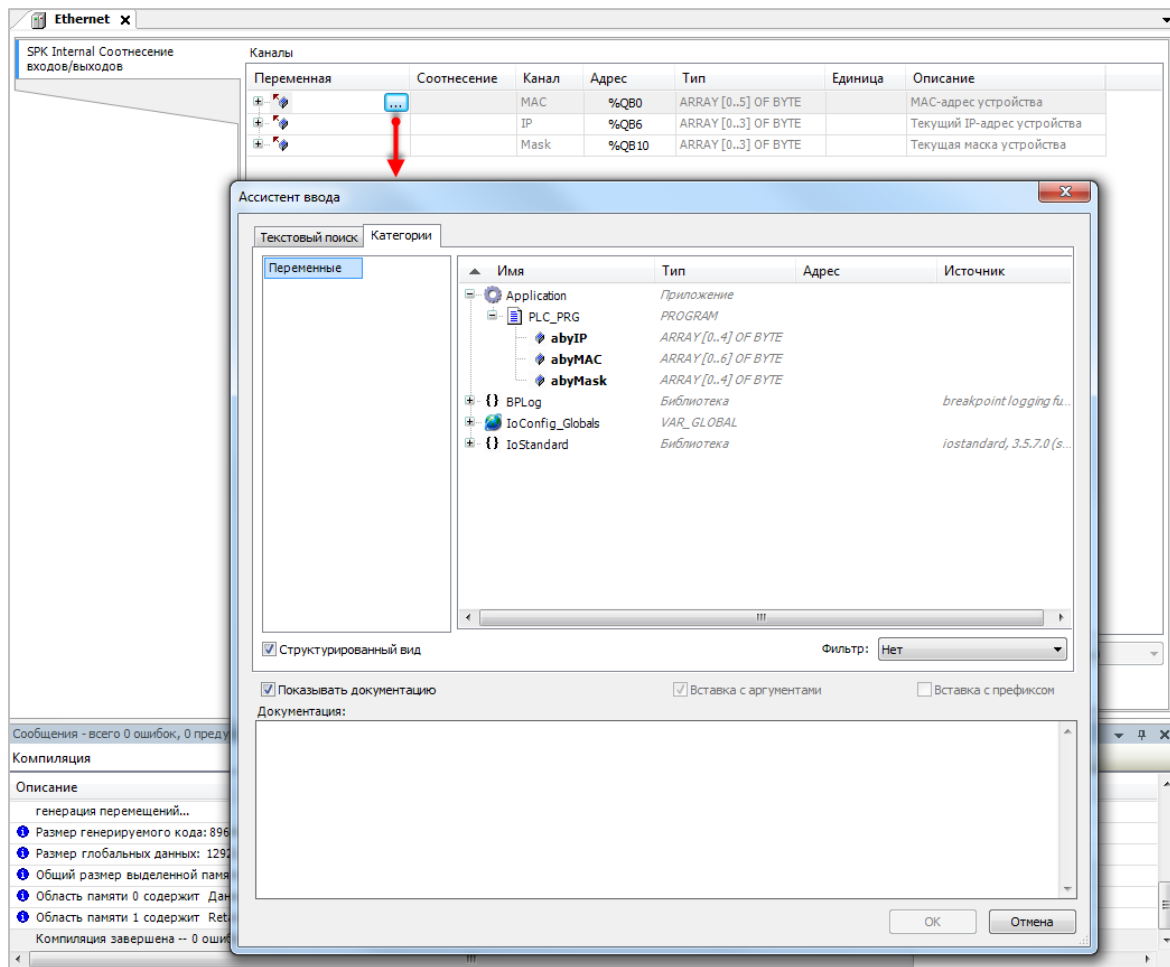 Ethernet
SPK Internal Соотнесение
входов/выходов
Каналы
Переменная Соотнесение Канал Адрес Тип Единица Описание
... MAC %QB0 ARRAY [0..5] OF BYTE MAC-адрес устройства
IP %QB6 ARRAY [0..3] OF BYTE Текущий IP-адрес устройства
Mask %QB10 ARRAY [0..3] OF BYTE Текущая маска устройства
Ассистент ввода
Текстовый поиск Категории
Переменные
Имя Тип Адрес Источник
Application Приложение
PLC_PRG PROGRAM
abyIP ARRAY [0..4] OF BYTE
abyMAC ARRAY [0..6] OF BYTE
abyMask ARRAY [0..4] OF BYTE
BPLog Библиотека breakpoint logging fu...
IoConfig_Globals VAR_GLOBAL
IoStandard Библиотека iostandard, 3.5.7.0 (s...
Структурированный вид Фильтр: Нет
Показывать документацию Вставка с аргументами Вставка с префиксом
Документация:
Сообщения - всего 0 ошибок, 0 преду
Компиляция
Описание
генерация перемещений...
Размер генерируемого кода: 896
Размер глобальных данных: 1292
Общий размер выделенной памя
Область памяти 0 содержит Дан
Область памяти 1 содержит Reta
Компиляция завершена -- 0 ошиб
OK Отмена